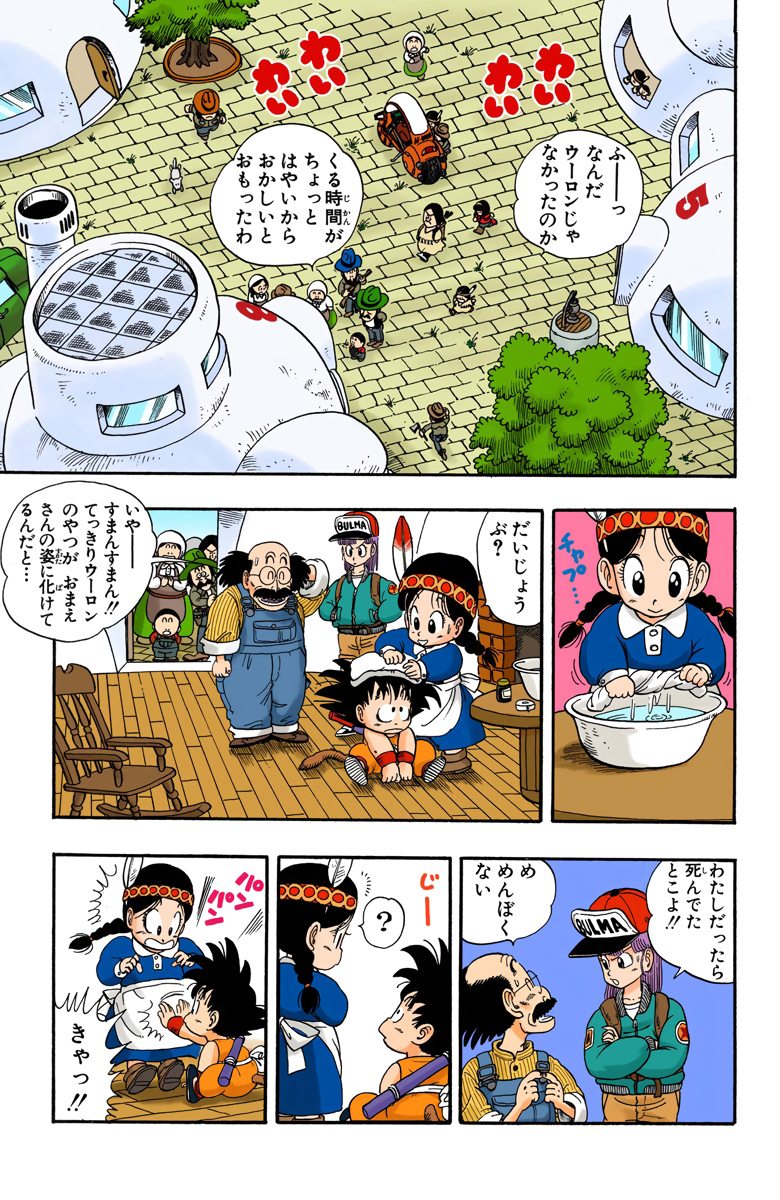 わい
わい
わい
わい
ふーーっ
なんだ
ウーロンじゃ
なかったのか
くる時間が
ちょっと
はやいから
おかしいと
おもったわ
5
8
チャプ…
だいじょう
ぶ?
BULMA
いやーー
すまんすまん!!
てっきりウーロン
のやつが おまえ
さんの姿に化けて
るんだと…
わたしだったら
死んでた
とこよ!!
BULMA
め
めんぼく
ない
じー
?
パン
パン
きゃっ!!